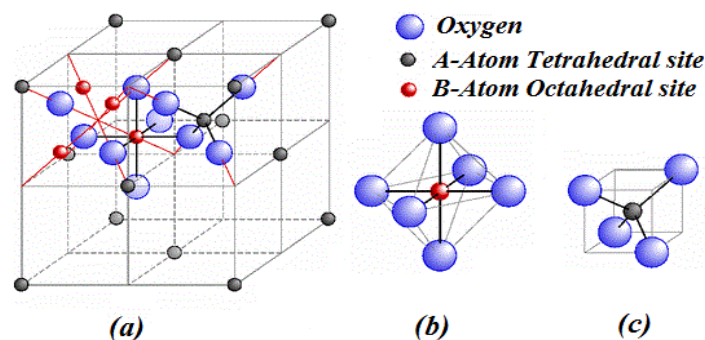 Oxygen
A-Atom Tetrahedral site
B-Atom Octahedral site
(a)
(b)
(c)